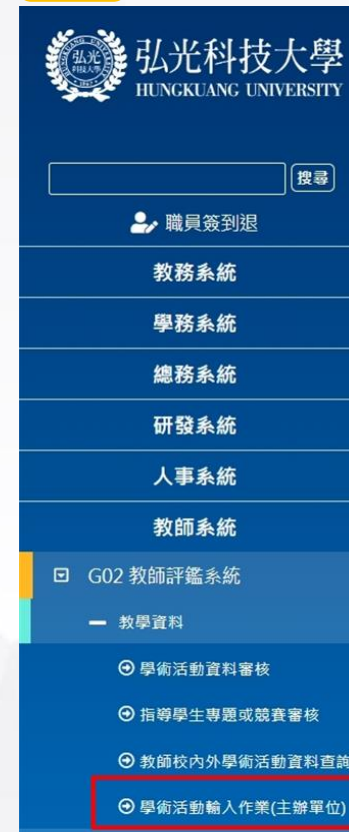 弘光科技大學
HUNGKUANG UNIVERSITY
搜尋
職員簽到退
教務系統
學務系統
總務系統
研發系統
人事系統
教師系統
G02 教師評鑑系統
教學資料
學術活動資料審核
指導學生專題或競賽審核
教師校內外學術活動資料查詢
學術活動輸入作業(主辦單位)